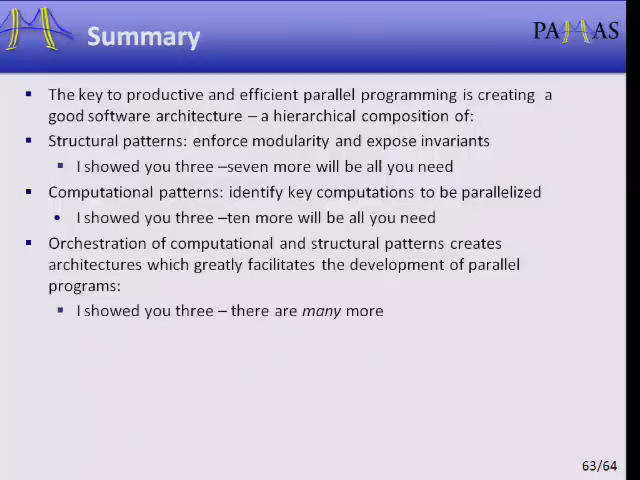 Summary
PA AS
The key to productive and efficient parallel programming is creating a
good software architecture – a hierarchical composition of:
Structural patterns: enforce modularity and expose invariants
I showed you three –seven more will be all you need
Computational patterns: identify key computations to be parallelized
I showed you three –ten more will be all you need
Orchestration of computational and structural patterns creates
architectures which greatly facilitates the development of parallel
programs:
I showed you three – there are many more
63/64